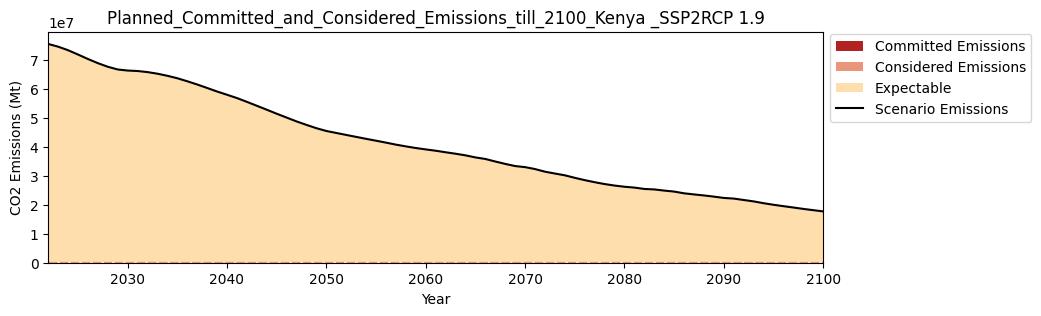 Planned_Committed_and_Considered_Emissions_till_2100_Kenya _SSP2RCP 1.9
1e7
7
6
5
4
3
2
1
0
CO2 Emissions (Mt)
2030 2040 2050 2060 2070 2080 2090 2100
Year
Committed Emissions
Considered Emissions
Expectable
Scenario Emissions